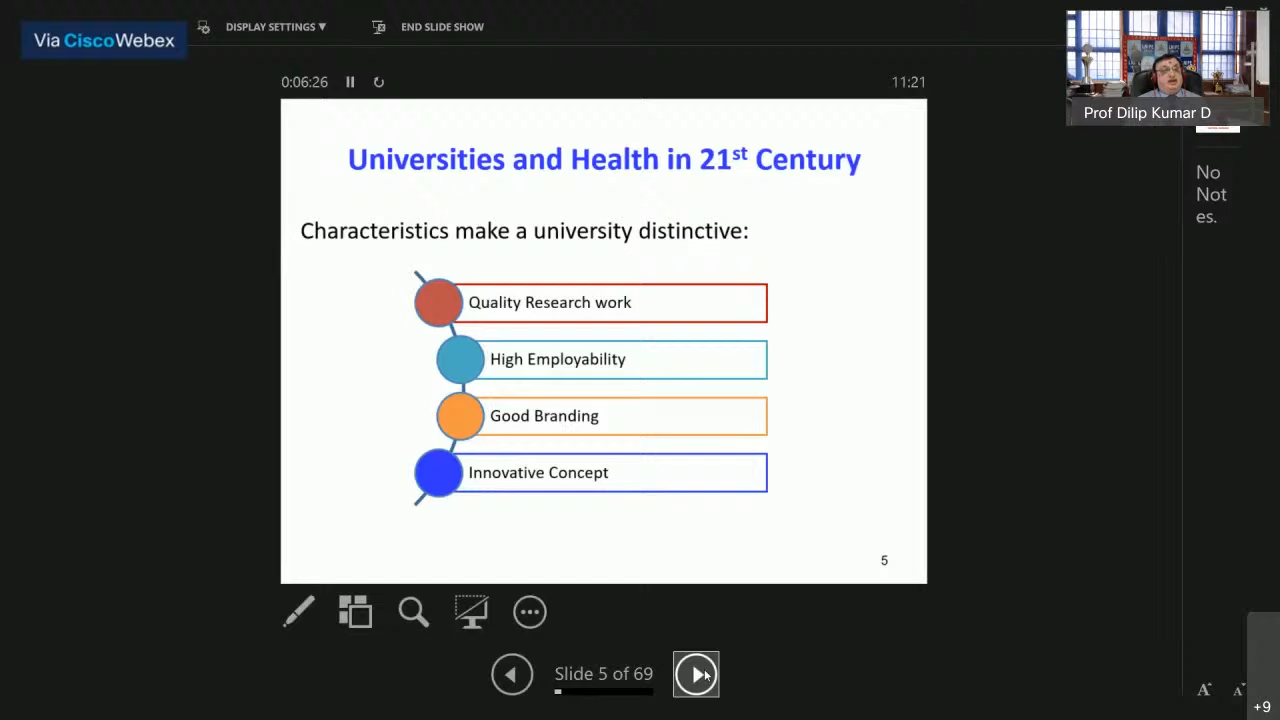 Via CiscoWebex
DISPLAY SETTINGS ▼
END SLIDE SHOW
Prof Dilip Kumar D
0:06:26
11:21
Universities and Health in 21st Century
Characteristics make a university distinctive:
Quality Research work
High Employability
Good Branding
Innovative Concept
5
No
Not
es.
Slide 5 of 69
A A
+9